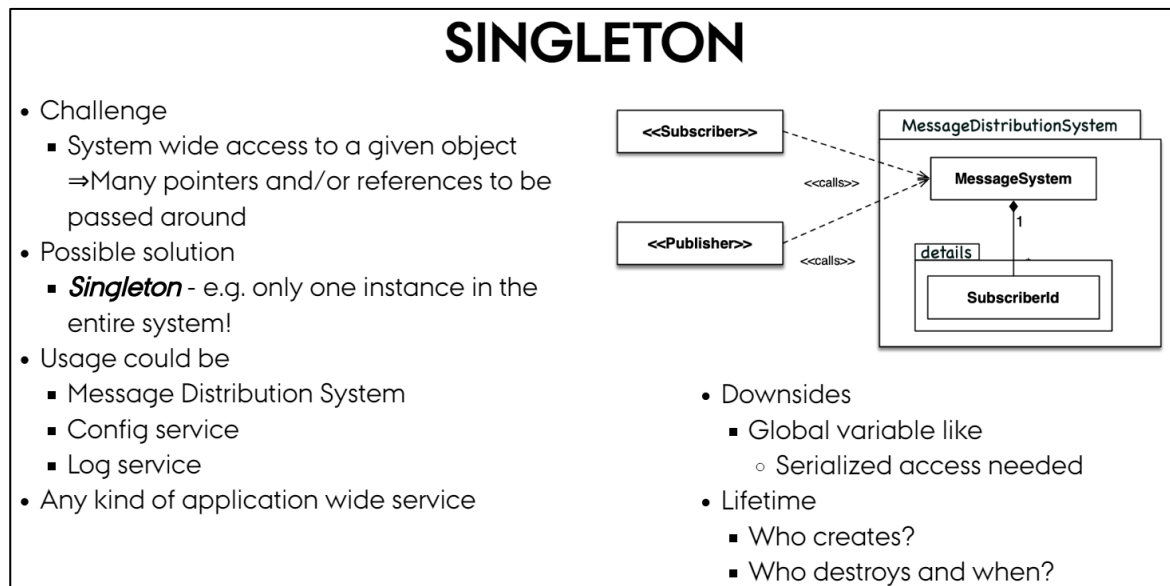 SINGLETON
• Challenge
▪ System wide access to a given object
⇒Many pointers and/or references to be
passed around
• Possible solution
▪ Singleton - e.g. only one instance in the
entire system!
• Usage could be
▪ Message Distribution System
▪ Config service
▪ Log service
• Any kind of application wide service
<<Subscriber>>
<<calls>>
<<Publisher>>
<<calls>>
MessageDistributionSystem
MessageSystem
1
details
SubscriberId
• Downsides
▪ Global variable like
○ Serialized access needed
• Lifetime
▪ Who creates?
▪ Who destroys and when?